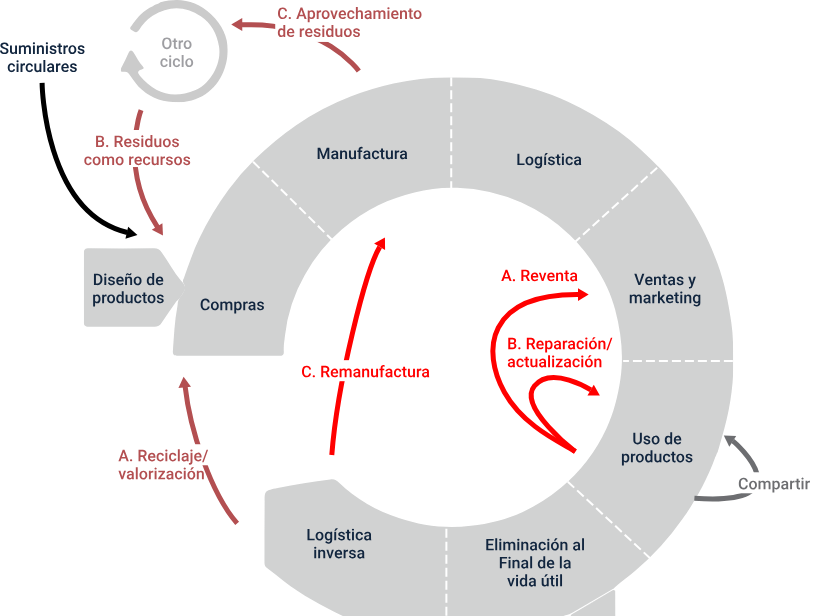 C. Aprovechamiento
de residuos
Otro
ciclo
Suministros
circulares
B. Residuos
como recursos
Manufactura
Logística
Diseño de
productos
Compras
Ventas y
marketing
A. Reventa
B. Reparación/
actualización
C. Remanufactura
A. Reciclaje/
valorización
Uso de
productos
Compartir
Logística
inversa
Eliminación al
Final de la
vida útil